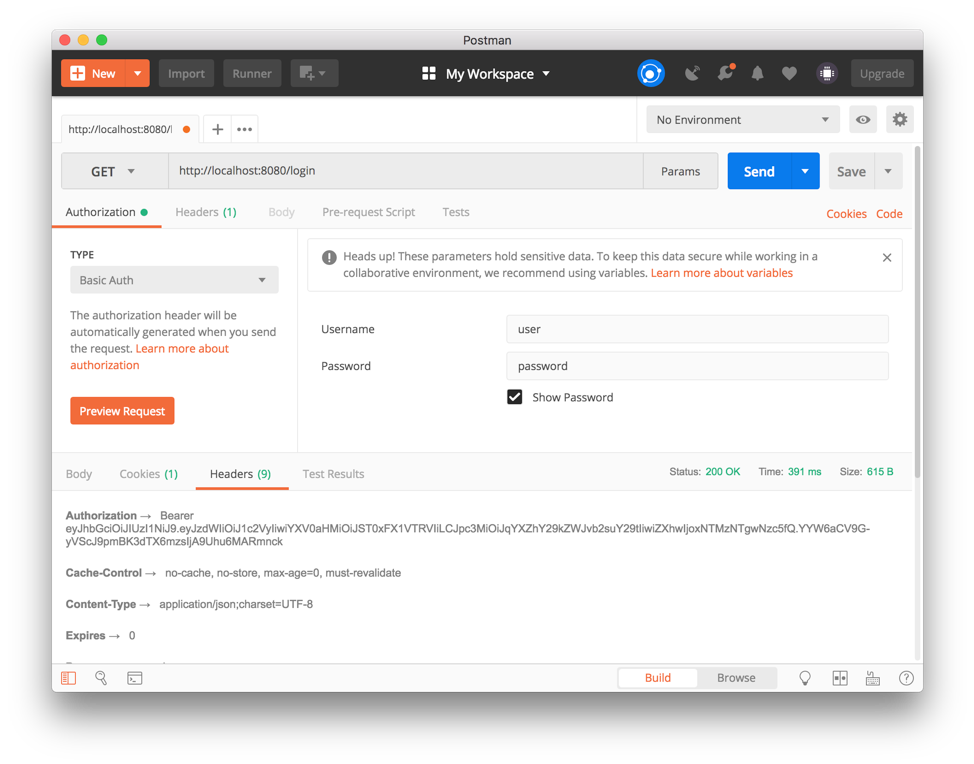 Postman
New Import Runner My Workspace Upgrade
http://localhost:8080/l No Environment
GET http://localhost:8080/login Params Send Save
Authorization Headers (1) Body Pre-request Script Tests Cookies Code
TYPE
Basic Auth
The authorization header will be
automatically generated when you send
the request. Learn more about
authorization
Preview Request
Heads up! These parameters hold sensitive data. To keep this data secure while working in a
collaborative environment, we recommend using variables. Learn more about variables
Username user
Password password
Show Password
Body Cookies (1) Headers (9) Test Results Status: 200 OK Time: 391 ms Size: 615 B
Authorization → Bearer
eyJhbGciOiJIUzI1NiJ9.eyJzdWIiOiJ1c2VyIiwiYXV0aHMiOiJST0xFX1VTRVIiLCJpc3MiOiJqYXZhY29kZWJvb2suY29tIiwiZXhwIjoxNTMzNTgwNzc5fQ.YYW6aCV9G-
yVScJ9pmBK3dTX6mzsIjA9Uhu6MARmnck
Cache-Control → no-cache, no-store, max-age=0, must-revalidate
Content-Type → application/json;charset=UTF-8
Expires → 0
Build Browse